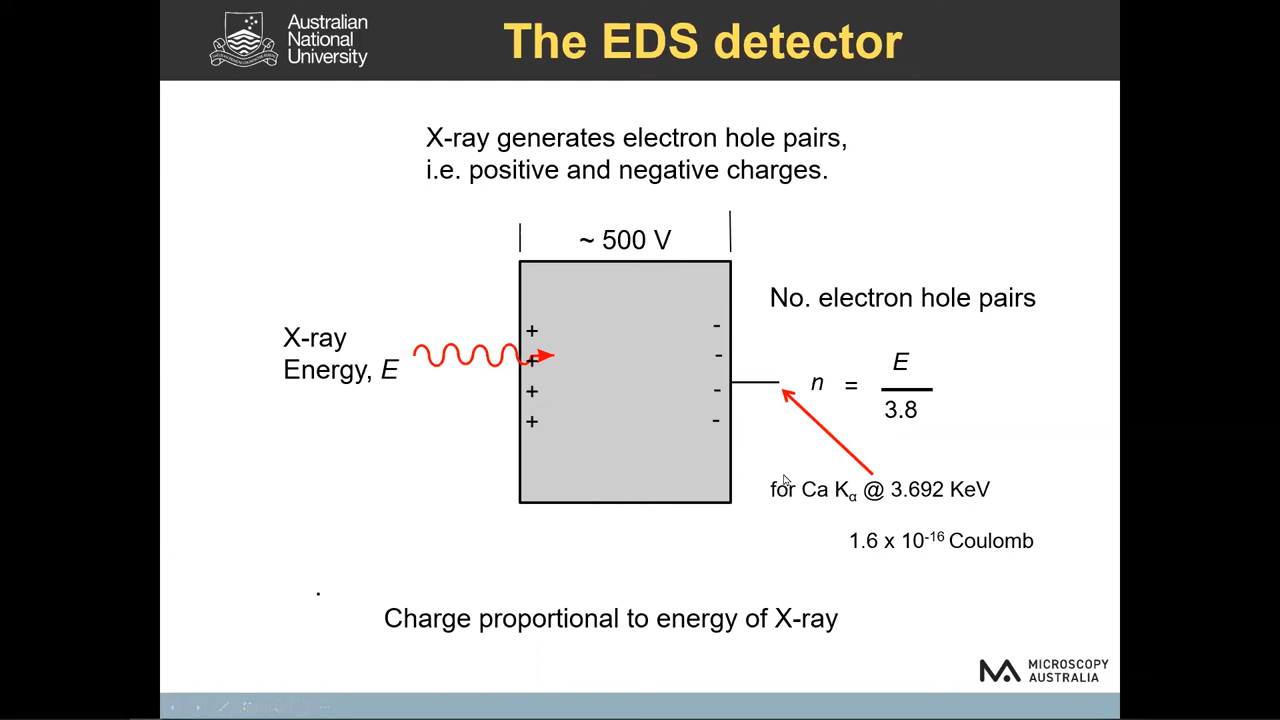 Australian
National
University
The EDS detector
X-ray generates electron hole pairs,
i.e. positive and negative charges.
~ 500 V
No. electron hole pairs
X-ray
Energy, E
+ -
+ -
+ -
+ -
n = E
3.8
for Ca Kα @ 3.692 KeV
1.6 x 10-16 Coulomb
Charge proportional to energy of X-ray
MICROSCOPY
AUSTRALIA